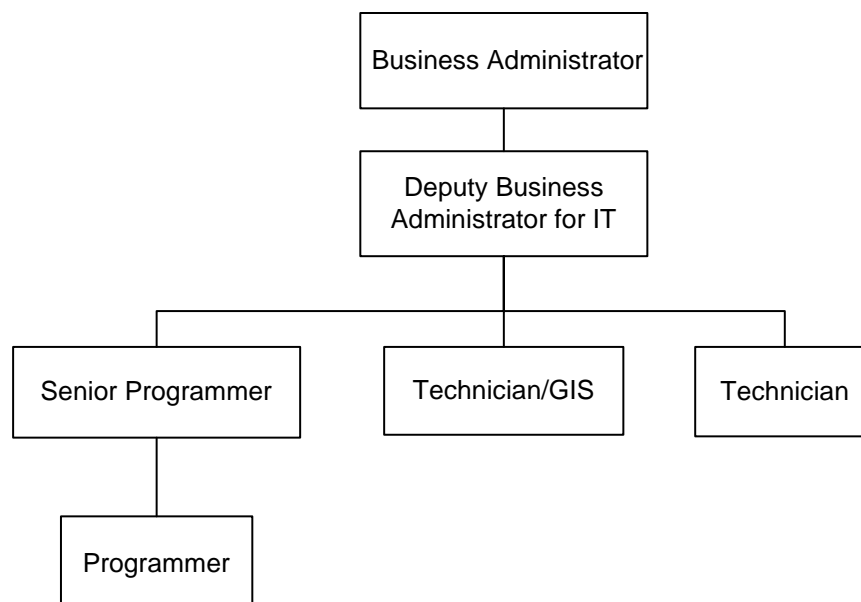 Business Administrator
Deputy Business
Administrator for IT
Senior Programmer
Technician/GIS
Technician
Programmer